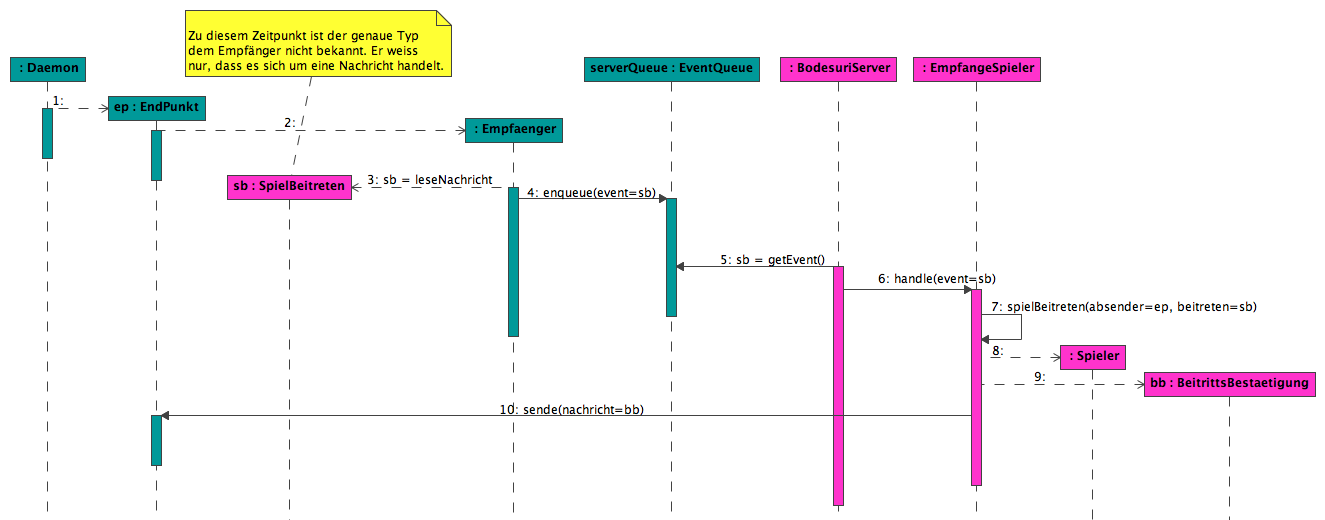 Zu diesem Zeitpunkt ist der genaue Typ
dem Empfänger nicht bekannt. Er weiss
nur, dass es sich um eine Nachricht handelt.
: Daemon
serverQueue : EventQueue
: BodesuriServer
: EmpfangeSpieler
1:
ep : EndPunkt
2:
: Empfaenger
sb : SpielBeitreten
3: sb = leseNachricht
4: enqueue(event=sb)
5: sb = getEvent()
6: handle(event=sb)
7: spielBeitreten(absender=ep, beitreten=sb)
8:
: Spieler
9:
bb : BeitrittsBestaetigung
10: sende(nachricht=bb)